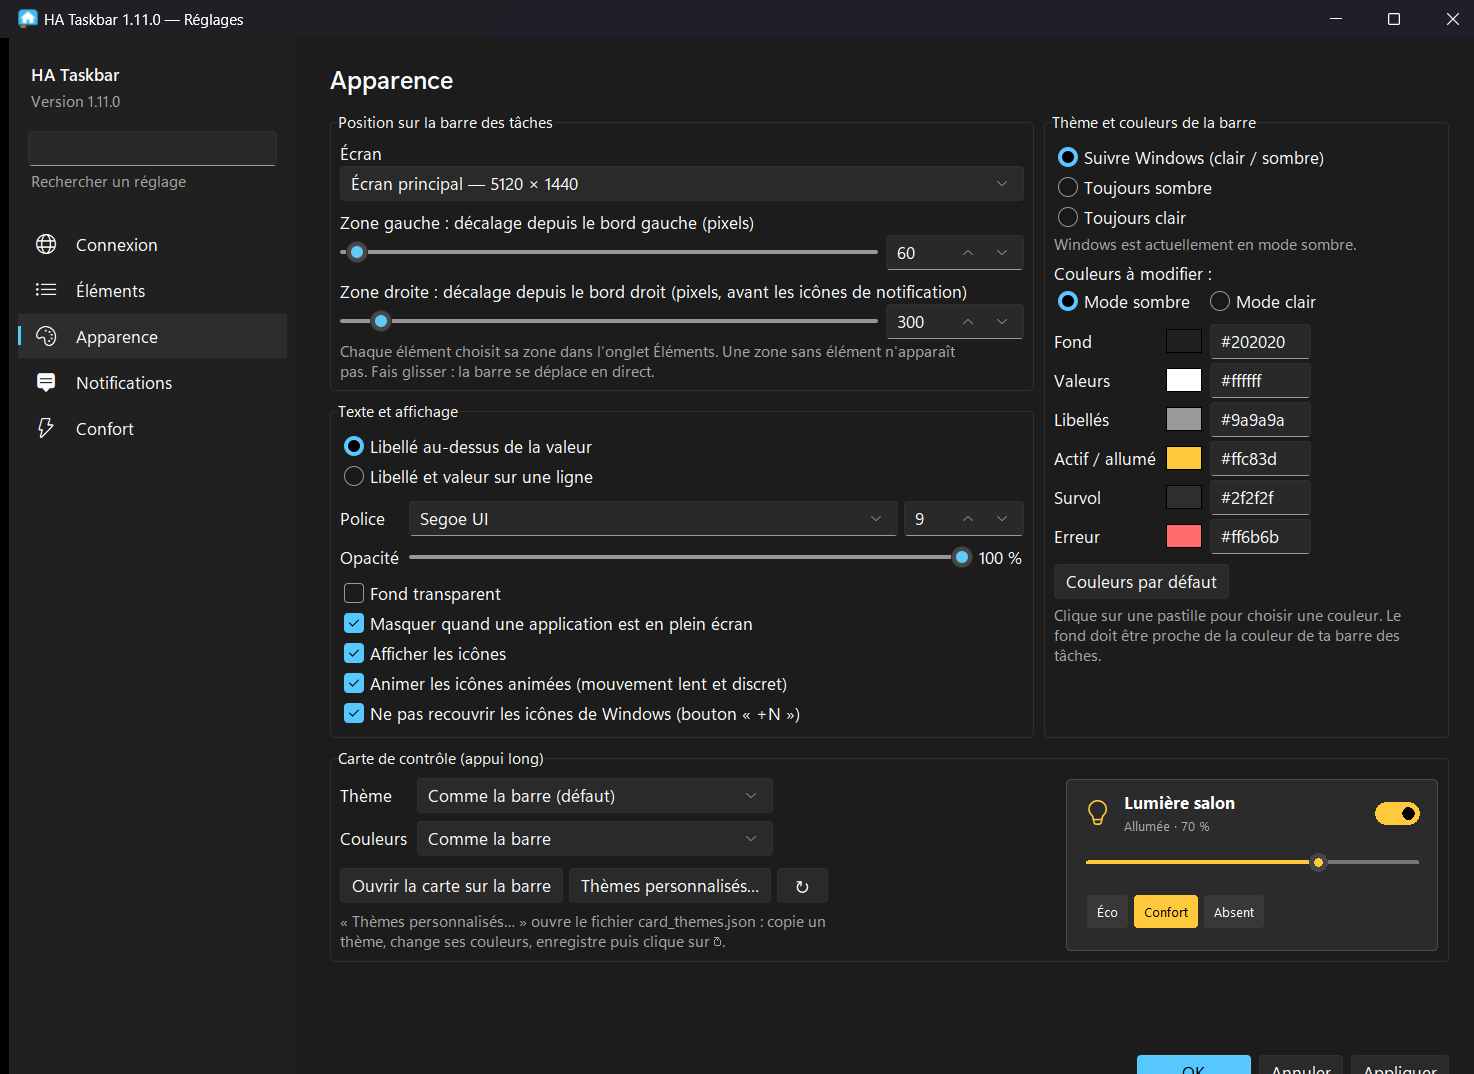 HA Taskbar 1.11.0 — Réglages
HA Taskbar
Version 1.11.0
Rechercher un réglage
Connexion
Éléments
Apparence
Notifications
Confort
Apparence
Position sur la barre des tâches
Écran
Écran principal — 5120 × 1440
Zone gauche : décalage depuis le bord gauche (pixels)
60
Zone droite : décalage depuis le bord droit (pixels, avant les icônes de notification)
300
Chaque élément choisit sa zone dans l'onglet Éléments. Une zone sans élément n'apparaît
pas. Fais glisser : la barre se déplace en direct.
Texte et affichage
Libellé au-dessus de la valeur
Libellé et valeur sur une ligne
Police
Segoe UI
9
Opacité
100 %
Fond transparent
Masquer quand une application est en plein écran
Afficher les icônes
Animer les icônes animées (mouvement lent et discret)
Ne pas recouvrir les icônes de Windows (bouton « +N »)
Thème et couleurs de la barre
Suivre Windows (clair / sombre)
Toujours sombre
Toujours clair
Windows est actuellement en mode sombre.
Couleurs à modifier :
Mode sombre
Mode clair
Fond
#202020
Valeurs
#ffffff
Libellés
#9a9a9a
Actif / allumé
#ffc83d
Survol
#2f2f2f
Erreur
#ff6b6b
Couleurs par défaut
Clique sur une pastille pour choisir une couleur. Le
fond doit être proche de la couleur de ta barre des
tâches.
Carte de contrôle (appui long)
Thème
Comme la barre (défaut)
Couleurs
Comme la barre
Ouvrir la carte sur la barre
Thèmes personnalisés...
↻
« Thèmes personnalisés... » ouvre le fichier card_themes.json : copie un
thème, change ses couleurs, enregistre puis clique sur ↻.
Lumière salon
Allumée · 70 %
Éco
Confort
Absent
OK
Annuler
Appliquer